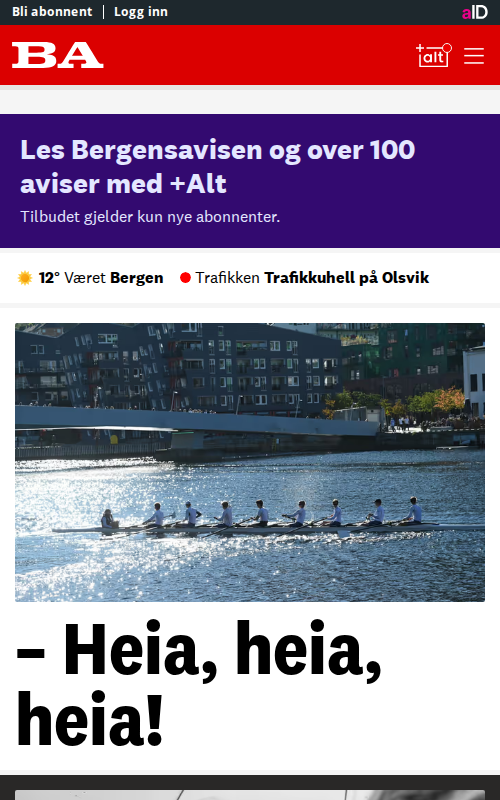 Bli abonnent | Logg inn
aID
BA
+alt
Les Bergensavisen og over 100
aviser med +Alt
Tilbudet gjelder kun nye abonnenter.
12° Været Bergen Trafikken Trafikkuhell på Olsvik
– Heia, heia,
heia!